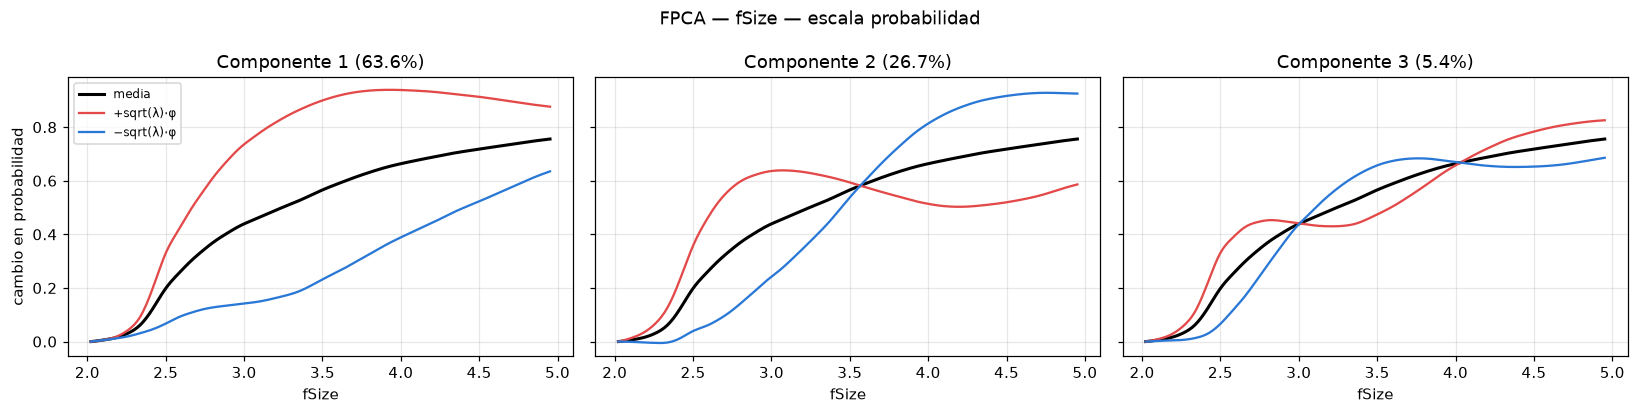 FPCA — fSize — escala probabilidad
Componente 1 (63.6%)
Componente 2 (26.7%)
Componente 3 (5.4%)
media
+sqrt(λ)·φ
−sqrt(λ)·φ
cambio en probabilidad
0.8
0.6
0.4
0.2
0.0
2.0 2.5 3.0 3.5 4.0 4.5 5.0
2.0 2.5 3.0 3.5 4.0 4.5 5.0
2.0 2.5 3.0 3.5 4.0 4.5 5.0
fSize
fSize
fSize